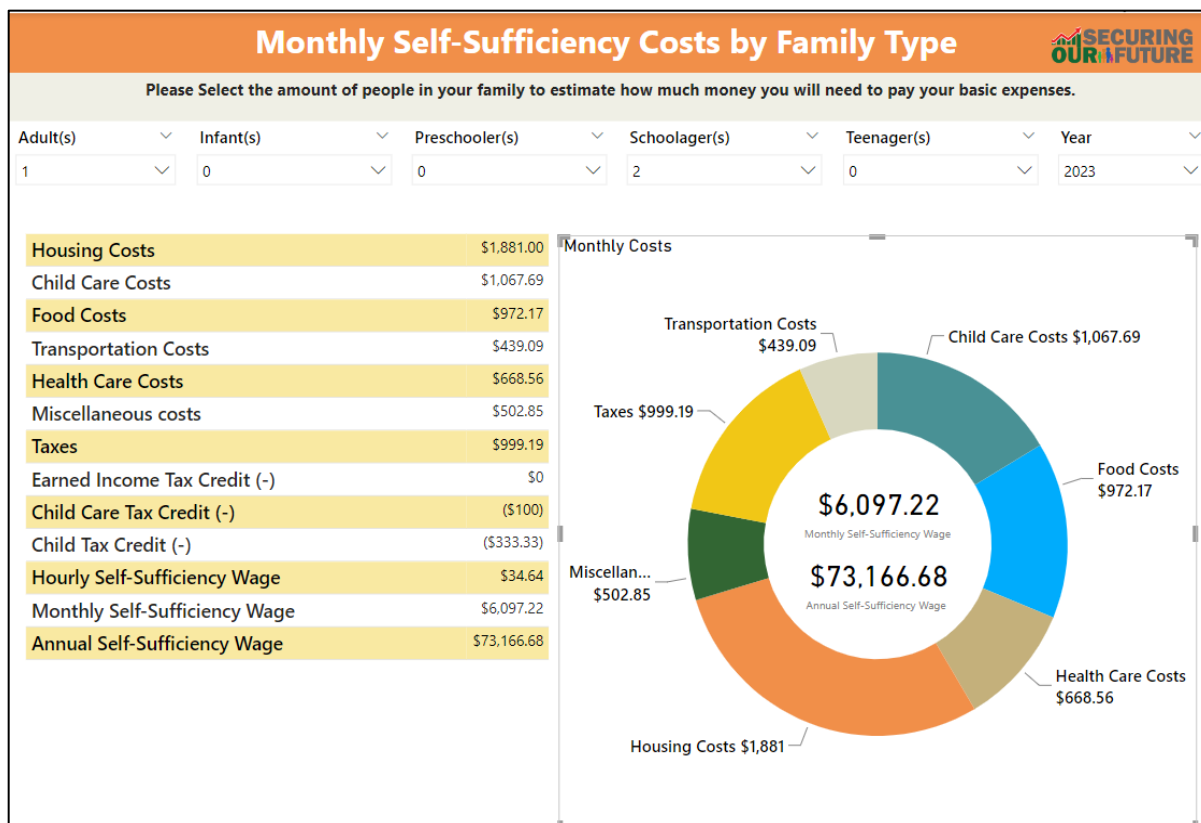 Monthly Self-Sufficiency Costs by Family Type
SECURING
OUR FUTURE
Please Select the amount of people in your family to estimate how much money you will need to pay your basic expenses.
Adult(s) Infant(s) Preschooler(s) Schoolager(s) Teenager(s) Year
1 0 0 2 0 2023
Housing Costs $1,881.00
Child Care Costs $1,067.69
Food Costs $972.17
Transportation Costs $439.09
Health Care Costs $668.56
Miscellaneous costs $502.85
Taxes $999.19
Earned Income Tax Credit (-) $0
Child Care Tax Credit (-) ($100)
Child Tax Credit (-) ($333.33)
Hourly Self-Sufficiency Wage $34.64
Monthly Self-Sufficiency Wage $6,097.22
Annual Self-Sufficiency Wage $73,166.68
Monthly Costs
Transportation Costs
$439.09
Child Care Costs $1,067.69
Taxes $999.19
Food Costs
$972.17
$6,097.22
Monthly Self-Sufficiency Wage
$73,166.68
Annual Self-Sufficiency Wage
Miscellan...
$502.85
Health Care Costs
$668.56
Housing Costs $1,881